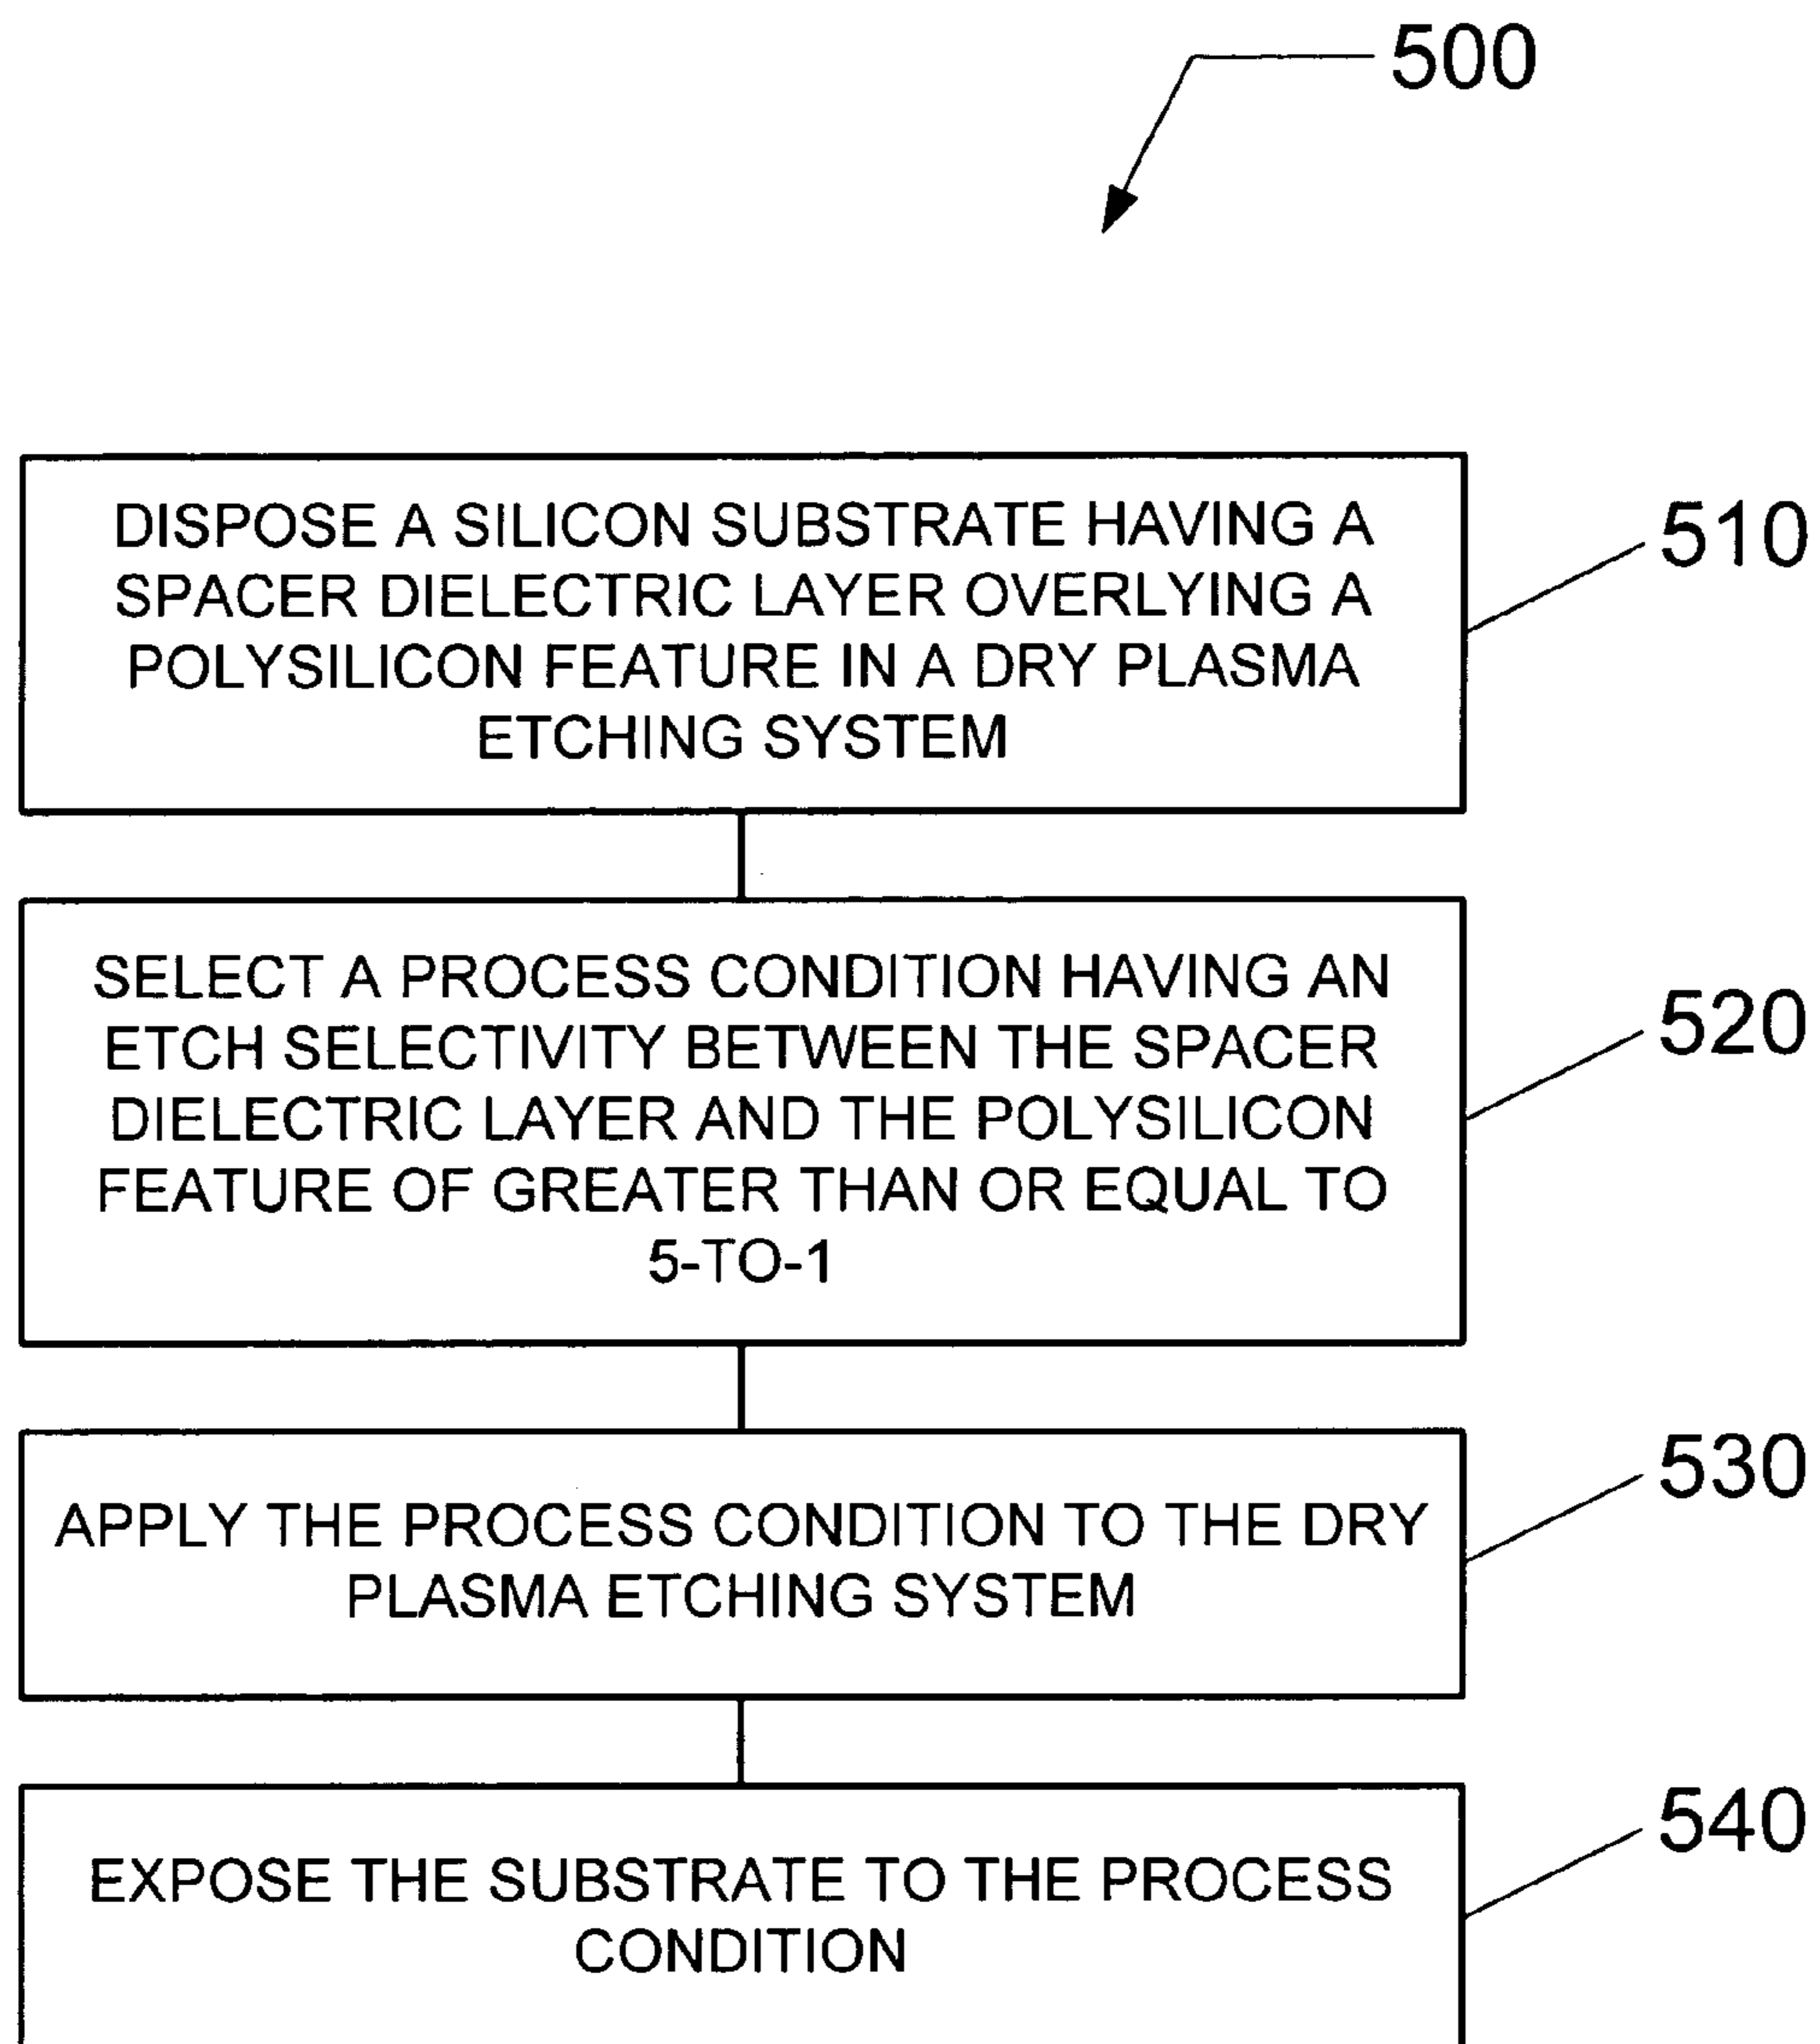 500
DISPOSE A SILICON SUBSTRATE HAVING A
SPACER DIELECTRIC LAYER OVERLYING A
POLYSILICON FEATURE IN A DRY PLASMA
ETCHING SYSTEM
510
SELECT A PROCESS CONDITION HAVING AN
ETCH SELECTIVITY BETWEEN THE SPACER
DIELECTRIC LAYER AND THE POLYSILICON
FEATURE OF GREATER THAN OR EQUAL TO
5-TO-1
520
APPLY THE PROCESS CONDITION TO THE DRY
PLASMA ETCHING SYSTEM
530
EXPOSE THE SUBSTRATE TO THE PROCESS
CONDITION
540